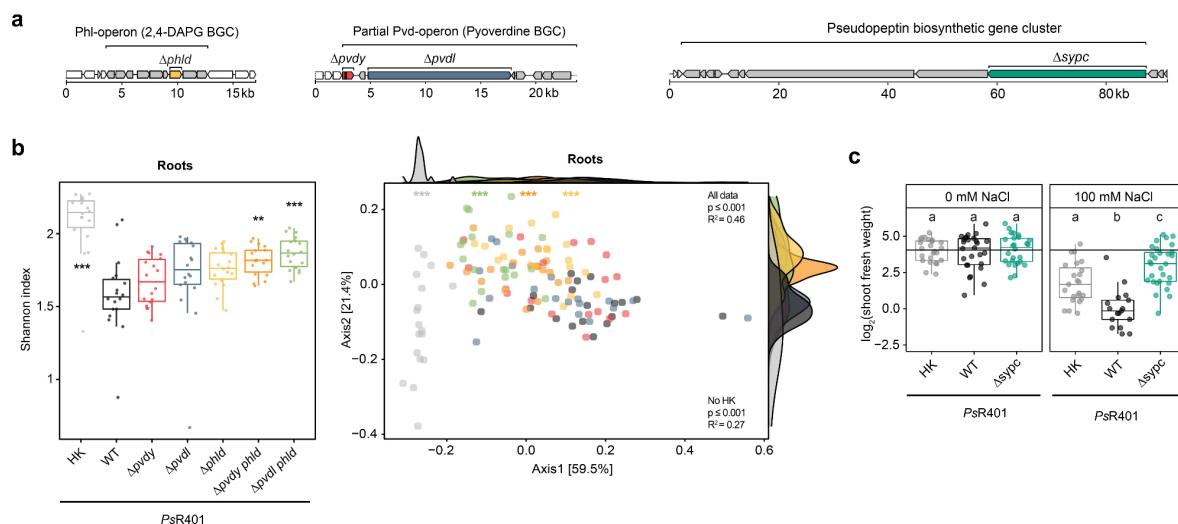 a
Phl-operon (2,4-DAPG BGC)
Δphld
0 5 10 15 kb
Partial Pvd-operon (Pyoverdine BGC)
Δpvdy Δpvdl
0 5 10 15 20 kb
Pseudopeptin biosynthetic gene cluster
Δsypc
0 20 40 60 80 kb
b
Roots
Shannon index
2
1.5
1
***
**
***
HK WT Δpvdy Δpvdl Δphld Δpvdy phld Δpvdl phld
PsR401
Roots
*** *** *** ***
All data
p ≤ 0.001
R² = 0.46
No HK
p ≤ 0.001
R² = 0.27
Axis2 [21.4%]
0.2
0.0
−0.2
−0.4
−0.2 0.0 0.2 0.4 0.6
Axis1 [59.5%]
c
0 mM NaCl 100 mM NaCl
a a a a b c
log₂(shoot fresh weight)
5.0
2.5
0.0
−2.5
HK WT Δsypc HK WT Δsypc
PsR401 PsR401